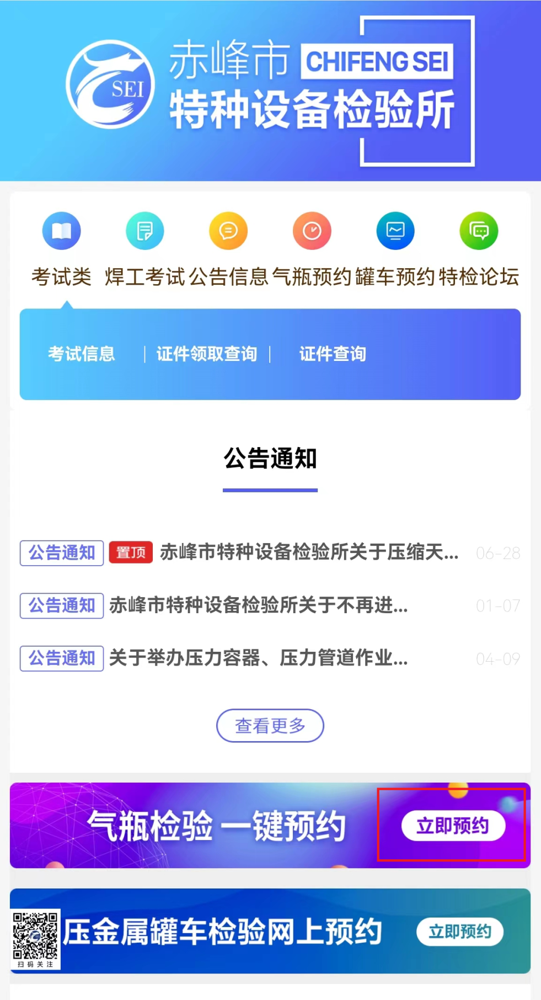 SEI
赤峰市 CHIFENG SEI
特种设备检验所
考试类 焊工考试 公告信息 气瓶预约 罐车预约 特检论坛
考试信息 证件领取查询 证件查询
公告通知
公告通知 置顶 赤峰市特种设备检验所关于压缩天... 06-28
公告通知 赤峰市特种设备检验所关于不再进... 01-07
公告通知 关于举办压力容器、压力管道作业... 04-09
查看更多
气瓶检验 一键预约 立即预约
压金属罐车检验网上预约 立即预约
扫码关注